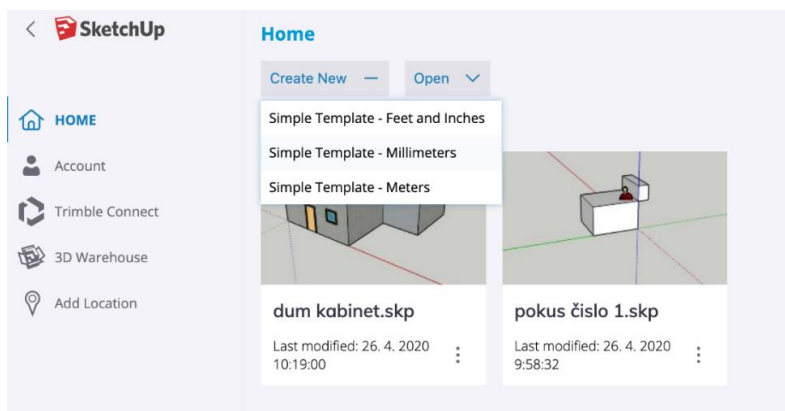 SketchUp
HOME
Account
Trimble Connect
3D Warehouse
Add Location
Home
Create New
Open
Simple Template - Feet and Inches
Simple Template - Millimeters
Simple Template - Meters
dum kabinet.skp
Last modified: 26. 4. 2020
10:19:00
pokus čislo 1.skp
Last modified: 26. 4. 2020
9:58:32